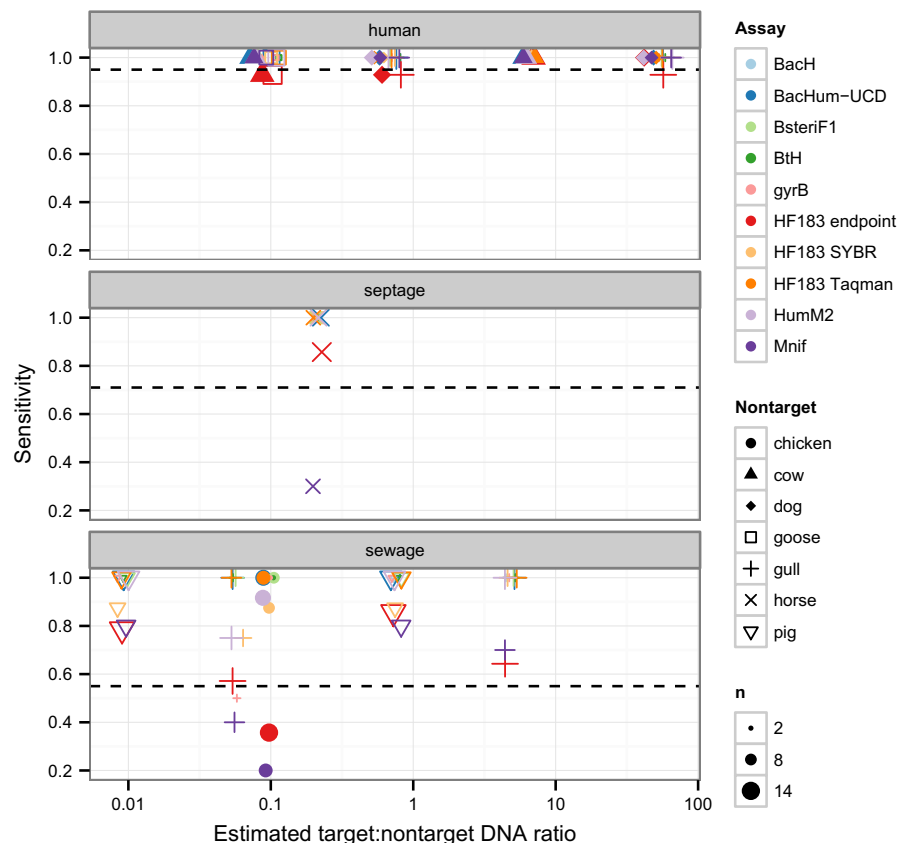 human
1.0
0.8
0.6
0.4
0.2
septage
1.0
0.8
0.6
0.4
0.2
sewage
1.0
0.8
0.6
0.4
0.2
Sensitivity
0.01
0.1
1
10
100
Estimated target:nontarget DNA ratio
Assay
BacH
BacHum−UCD
BsteriF1
BtH
gyrB
HF183 endpoint
HF183 SYBR
HF183 Taqman
HumM2
Mnif
Nontarget
chicken
cow
dog
goose
gull
horse
pig
n
2
8
14